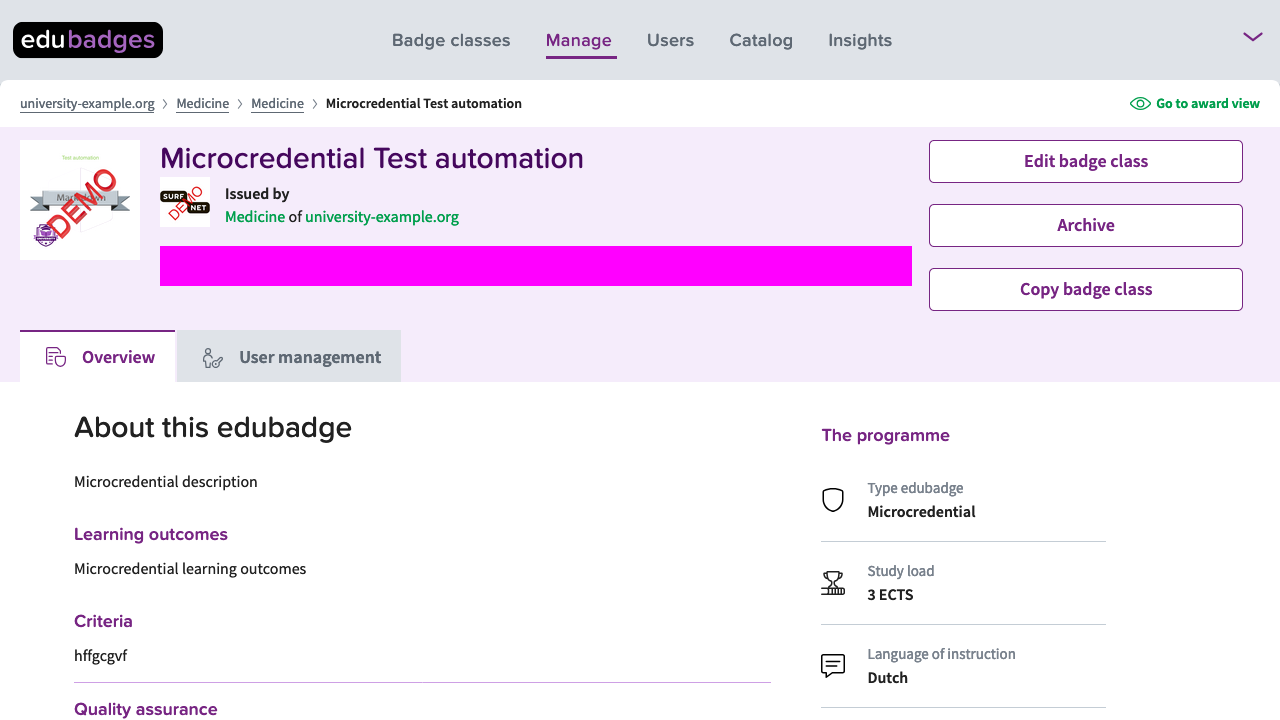 edubadges
Badge classes
Manage
Users
Catalog
Insights
university-example.org
Medicine
Medicine
Microcredential Test automation
Go to award view
Test automation
DEMO
Microcredential Test automation
SURF
NET
DEMO
Issued by
Medicine of university-example.org
Edit badge class
Archive
Copy badge class
Overview
User management
About this edubadge
Microcredential description
Learning outcomes
Microcredential learning outcomes
Criteria
hffgcgvf
Quality assurance
The programme
Type edubadge
Microcredential
Study load
3 ECTS
Language of instruction
Dutch